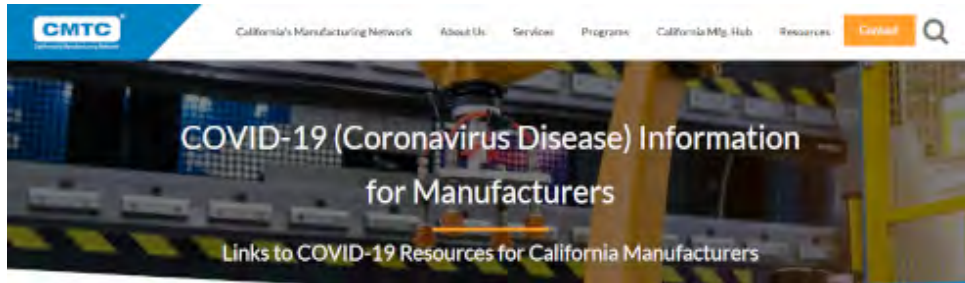 CMTC
California's Manufacturing Network About Us Services Programs California Mfg. Hub Resources Contact
COVID-19 (Coronavirus Disease) Information
for Manufacturers
Links to COVID-19 Resources for California Manufacturers